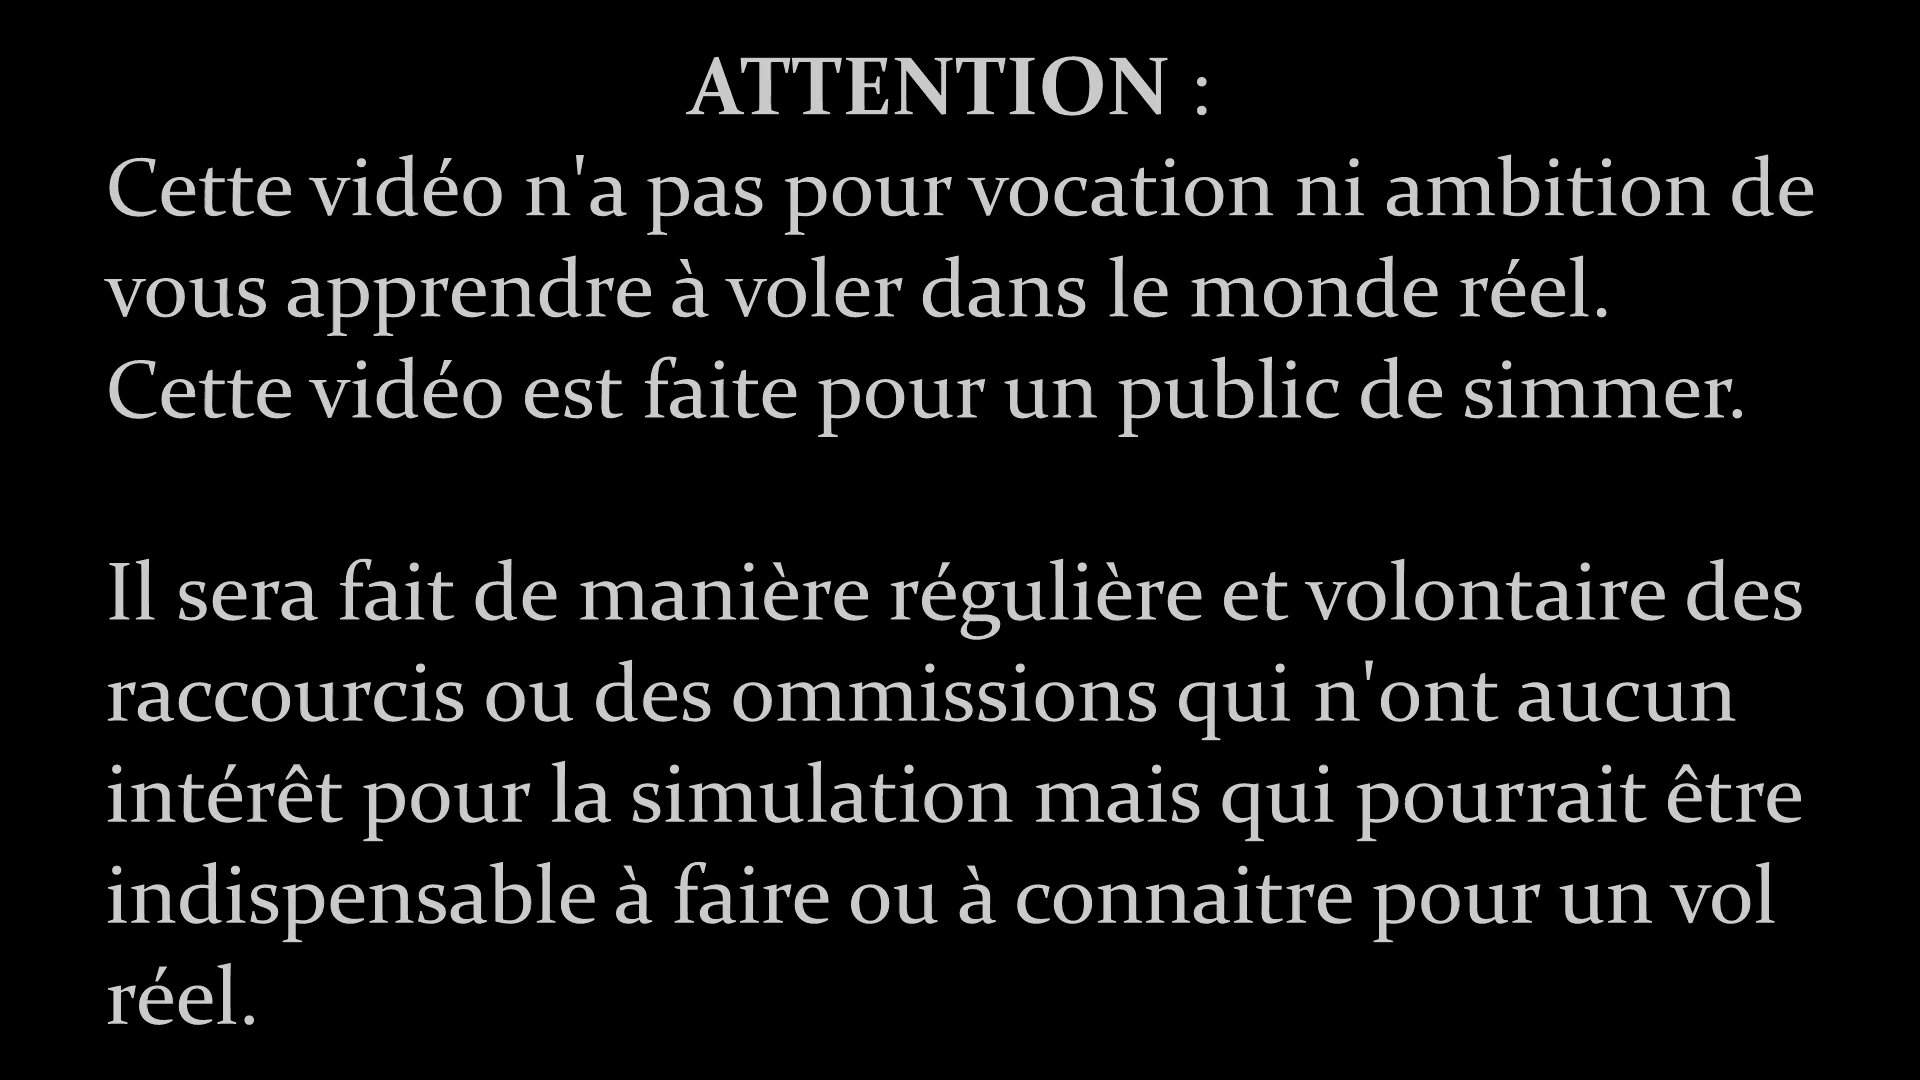 ATTENTION :
Cette vidéo n'a pas pour vocation ni ambition de
vous apprendre à voler dans le monde réel.
Cette vidéo est faite pour un public de simmer.
Il sera fait de manière régulière et volontaire des
raccourcis ou des ommissions qui n'ont aucun
intérêt pour la simulation mais qui pourrait être
indispensable à faire ou à connaitre pour un vol
réel.